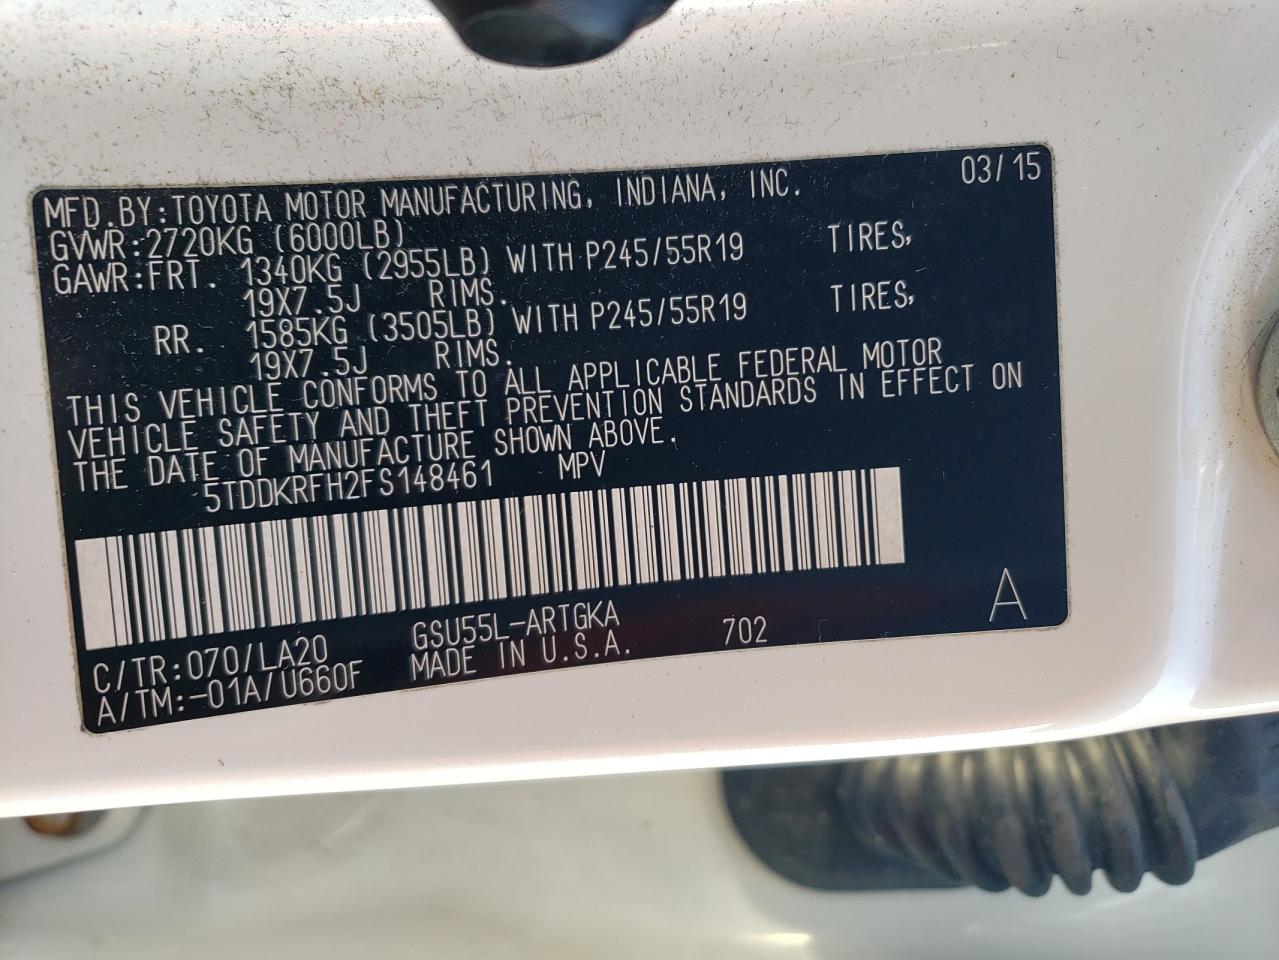 MFD.BY:TOYOTA MOTOR MANUFACTURING, INDIANA, INC. 03/15
GVWR:2720KG (6000LB)
GAWR:FRT. 1340KG (2955LB) WITH P245/55R19 TIRES,
19X7.5J RIMS.
RR. 1585KG (3505LB) WITH P245/55R19 TIRES,
19X7.5J RIMS.
THIS VEHICLE CONFORMS TO ALL APPLICABLE FEDERAL MOTOR
VEHICLE SAFETY AND THEFT PREVENTION STANDARDS IN EFFECT ON
THE DATE OF MANUFACTURE SHOWN ABOVE.
5TDDKRFH2FS148461 MPV
C/TR:070/LA20 GSU55L-ARTGKA 702 A
A/TM:-01A/U660F MADE IN U.S.A.